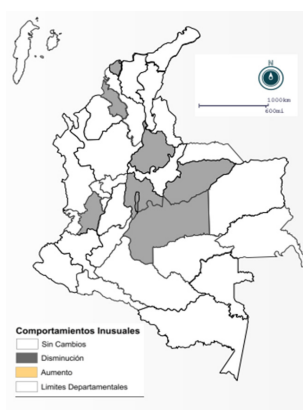 N
1000km
600mi
Comportamientos Inusuales
Sin Cambios
Disminución
Aumento
Limites Departamentales